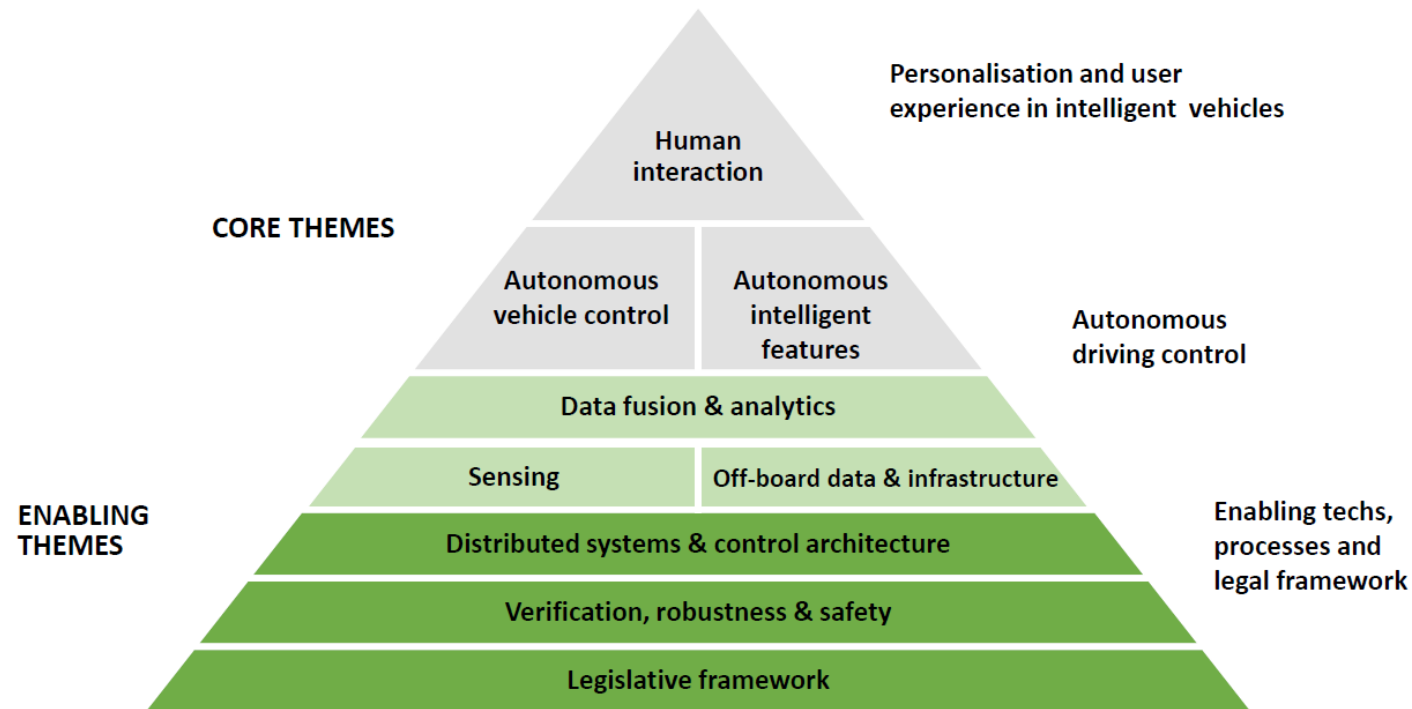 Personalisation and user
experience in intelligent vehicles
Human
interaction
CORE THEMES
Autonomous
vehicle control
Autonomous
intelligent
features
Autonomous
driving control
Data fusion & analytics
Sensing
Off-board data & infrastructure
ENABLING
THEMES
Enabling techs,
processes and
legal framework
Distributed systems & control architecture
Verification, robustness & safety
Legislative framework